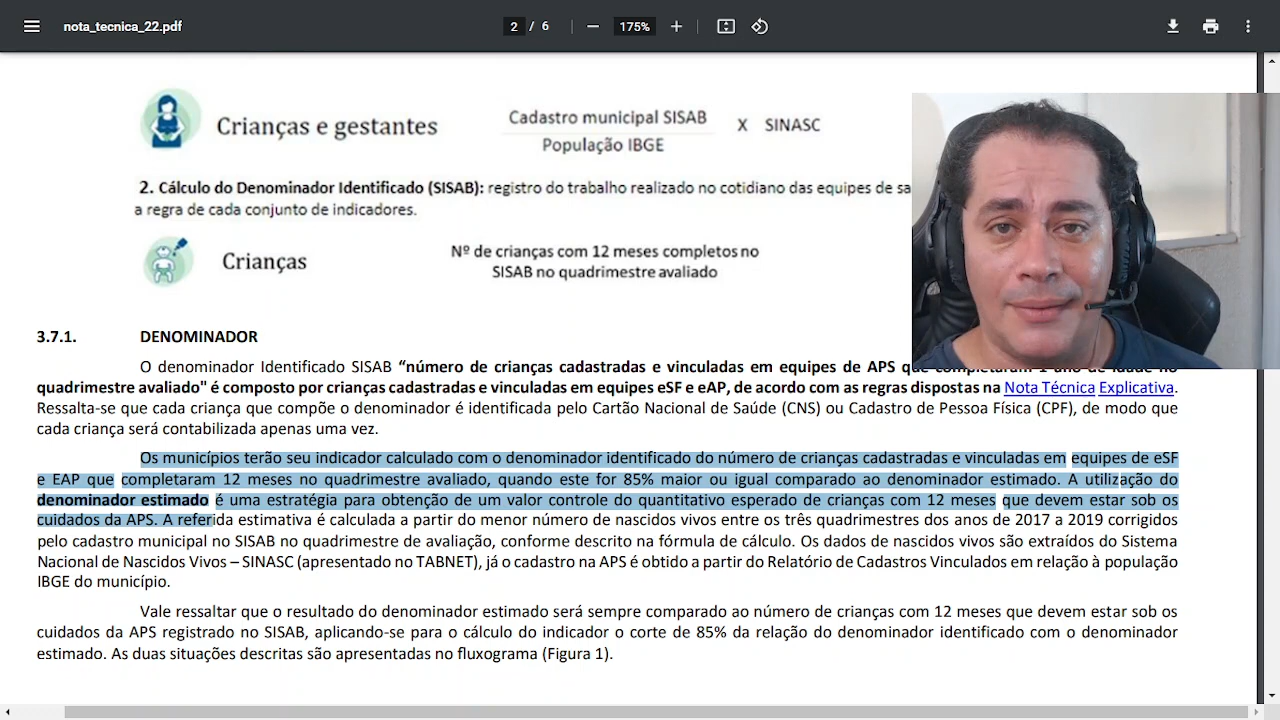 nota_tecnica_22.pdf
2 / 6
175%
Crianças e gestantes
Cadastro municipal SISAB
População IBGE
X SINASC
2. Cálculo do Denominador Identificado (SISAB): registro do trabalho realizado no cotidiano das equipes de sa
a regra de cada conjunto de indicadores.
Crianças
Nº de crianças com 12 meses completos no
SISAB no quadrimestre avaliado
3.7.1. DENOMINADOR
O denominador Identificado SISAB “número de crianças cadastradas e vinculadas em equipes de APS que completaram 1 ano de idade no
quadrimestre avaliado" é composto por crianças cadastradas e vinculadas em equipes eSF e eAP, de acordo com as regras dispostas na Nota Técnica Explicativa.
Ressalta-se que cada criança que compõe o denominador é identificada pelo Cartão Nacional de Saúde (CNS) ou Cadastro de Pessoa Física (CPF), de modo que
cada criança será contabilizada apenas uma vez.
Os municípios terão seu indicador calculado com o denominador identificado do número de crianças cadastradas e vinculadas em equipes de eSF
e EAP que completaram 12 meses no quadrimestre avaliado, quando este for 85% maior ou igual comparado ao denominador estimado. A utilização do
denominador estimado é uma estratégia para obtenção de um valor controle do quantitativo esperado de crianças com 12 meses que devem estar sob os
cuidados da APS. A referida estimativa é calculada a partir do menor número de nascidos vivos entre os três quadrimestres dos anos de 2017 a 2019 corrigidos
pelo cadastro municipal no SISAB no quadrimestre de avaliação, conforme descrito na fórmula de cálculo. Os dados de nascidos vivos são extraídos do Sistema
Nacional de Nascidos Vivos – SINASC (apresentado no TABNET), já o cadastro na APS é obtido a partir do Relatório de Cadastros Vinculados em relação à população
IBGE do município.
Vale ressaltar que o resultado do denominador estimado será sempre comparado ao número de crianças com 12 meses que devem estar sob os
cuidados da APS registrado no SISAB, aplicando-se para o cálculo do indicador o corte de 85% da relação do denominador identificado com o denominador
estimado. As duas situações descritas são apresentadas no fluxograma (Figura 1).